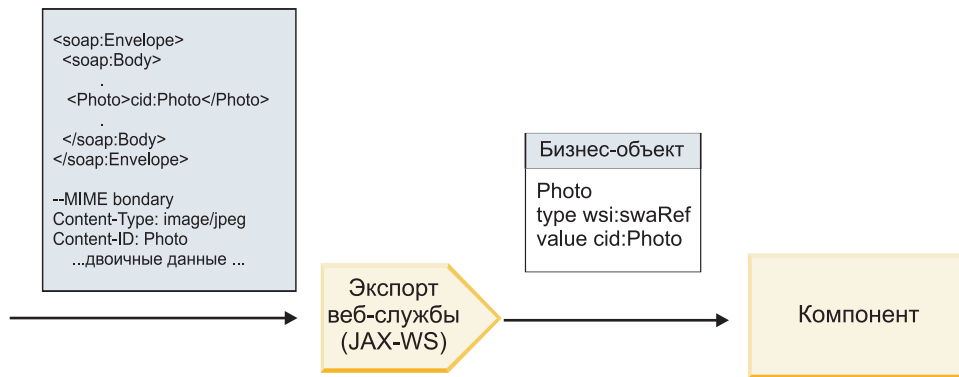 <soap:Envelope>
<soap:Body>
.
<Photo>cid:Photo</Photo>
.
</soap:Body>
</soap:Envelope>
--MIME bondary
Content-Type: image/jpeg
Content-ID: Photo
...двоичные данные ...
Бизнес-объект
Photo
type wsi:swaRef
value cid:Photo
Экспорт
веб-службы
(JAX-WS)
Компонент